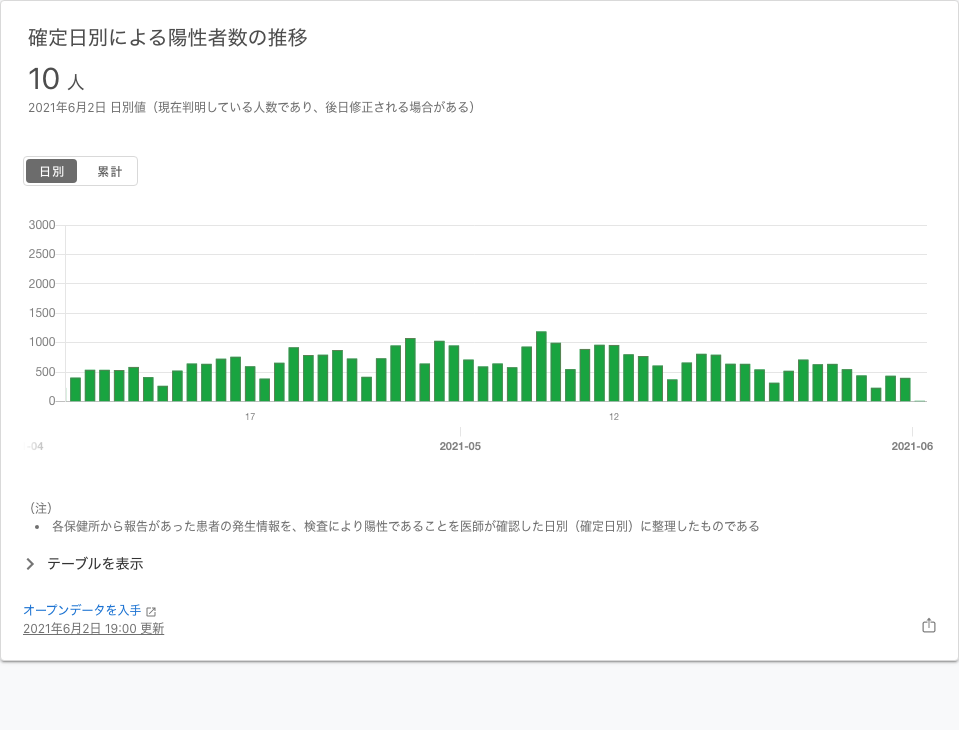 確定日別による陽性者数の推移
10 人
2021年6月2日 日別値（現在判明している人数であり、後日修正される場合がある）
日別 累計
3000
2500
2000
1500
1000
500
0
17 12
-04 2021-05 2021-06
（注）
• 各保健所から報告があった患者の発生情報を、検査により陽性であることを医師が確認した日別（確定日別）に整理したものである
テーブルを表示
オープンデータを入手
2021年6月2日 19:00 更新